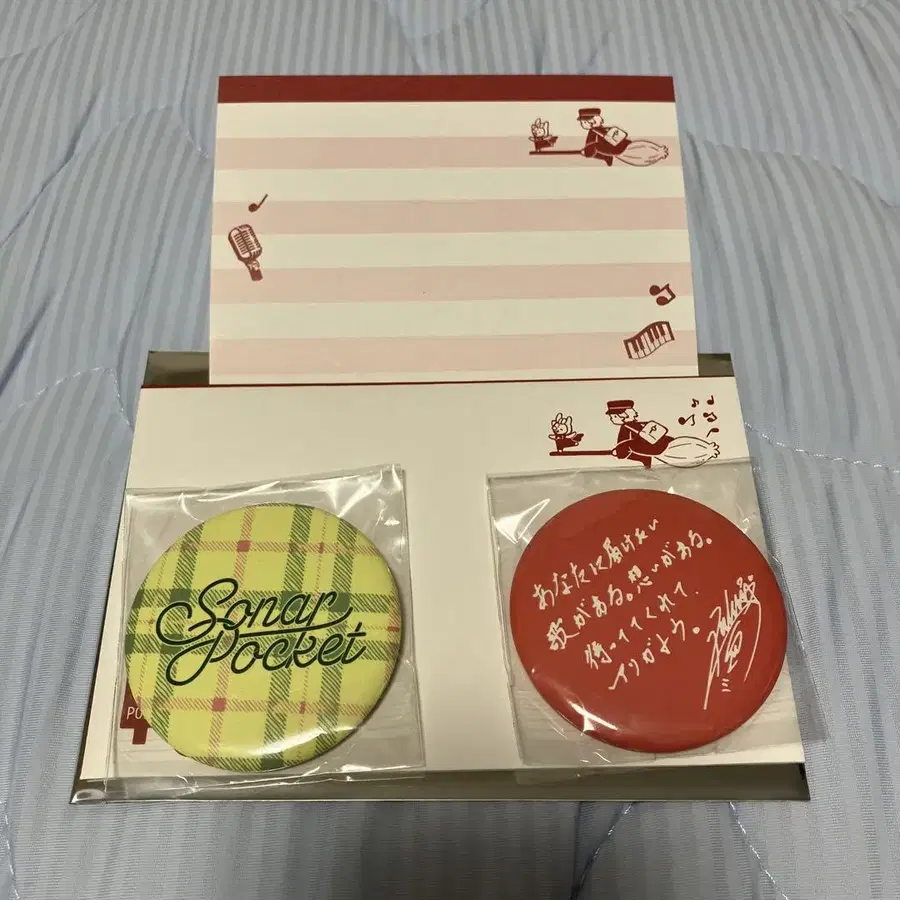 Sonar
Pocket
PU
あなたに届けたい
歌がある。想いがある。
待っててくれて、
ありがとう。